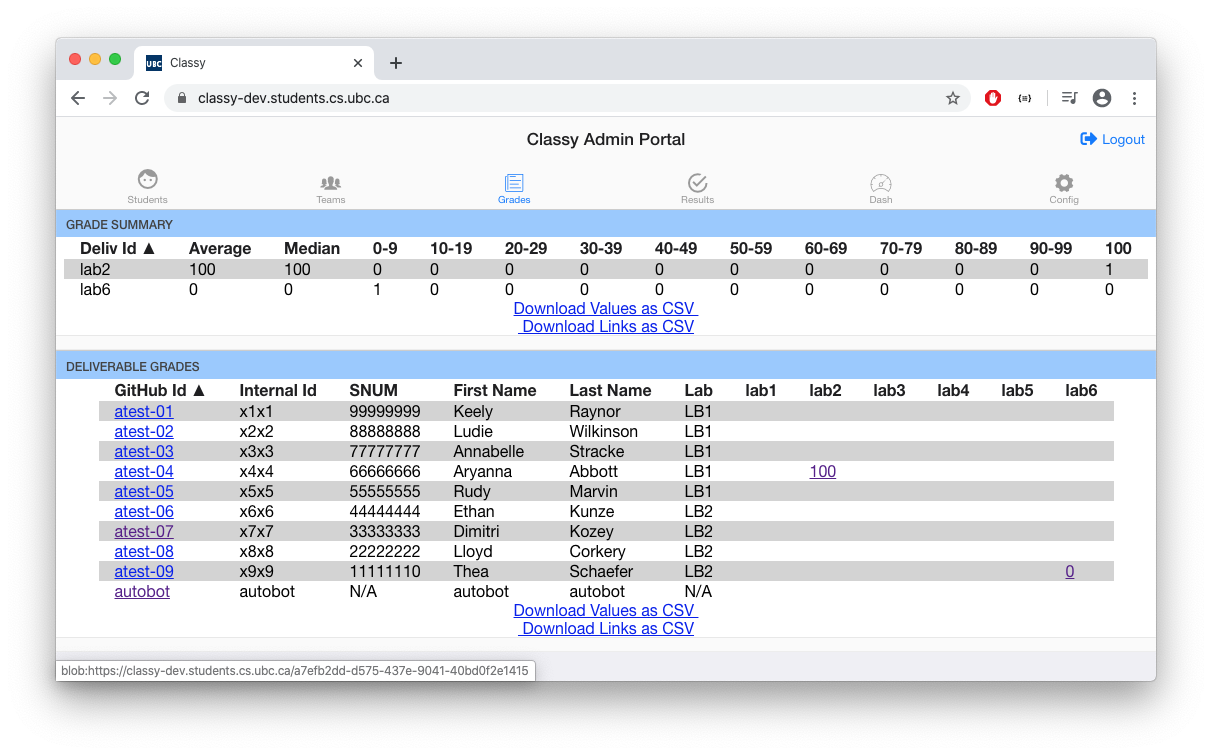 UBC Classy
classy-dev.students.cs.ubc.ca
Classy Admin Portal
Logout
Students Teams Grades Results Dash Config
GRADE SUMMARY
Deliv Id ▲ Average Median 0-9 10-19 20-29 30-39 40-49 50-59 60-69 70-79 80-89 90-99 100
lab2 100 100 0 0 0 0 0 0 0 0 0 0 1
lab6 0 0 1 0 0 0 0 0 0 0 0 0 0
Download Values as CSV
Download Links as CSV
DELIVERABLE GRADES
GitHub Id ▲ Internal Id SNUM First Name Last Name Lab lab1 lab2 lab3 lab4 lab5 lab6
atest-01 x1x1 99999999 Keely Raynor LB1
atest-02 x2x2 88888888 Ludie Wilkinson LB1
atest-03 x3x3 77777777 Annabelle Stracke LB1
atest-04 x4x4 66666666 Aryanna Abbott LB1 100
atest-05 x5x5 55555555 Rudy Marvin LB1
atest-06 x6x6 44444444 Ethan Kunze LB2
atest-07 x7x7 33333333 Dimitri Kozey LB2
atest-08 x8x8 22222222 Lloyd Corkery LB2
atest-09 x9x9 11111110 Thea Schaefer LB2 0
autobot autobot N/A autobot autobot N/A
Download Values as CSV
Download Links as CSV
blob:https://classy-dev.students.cs.ubc.ca/a7efb2dd-d575-437e-9041-40bd0f2e1415